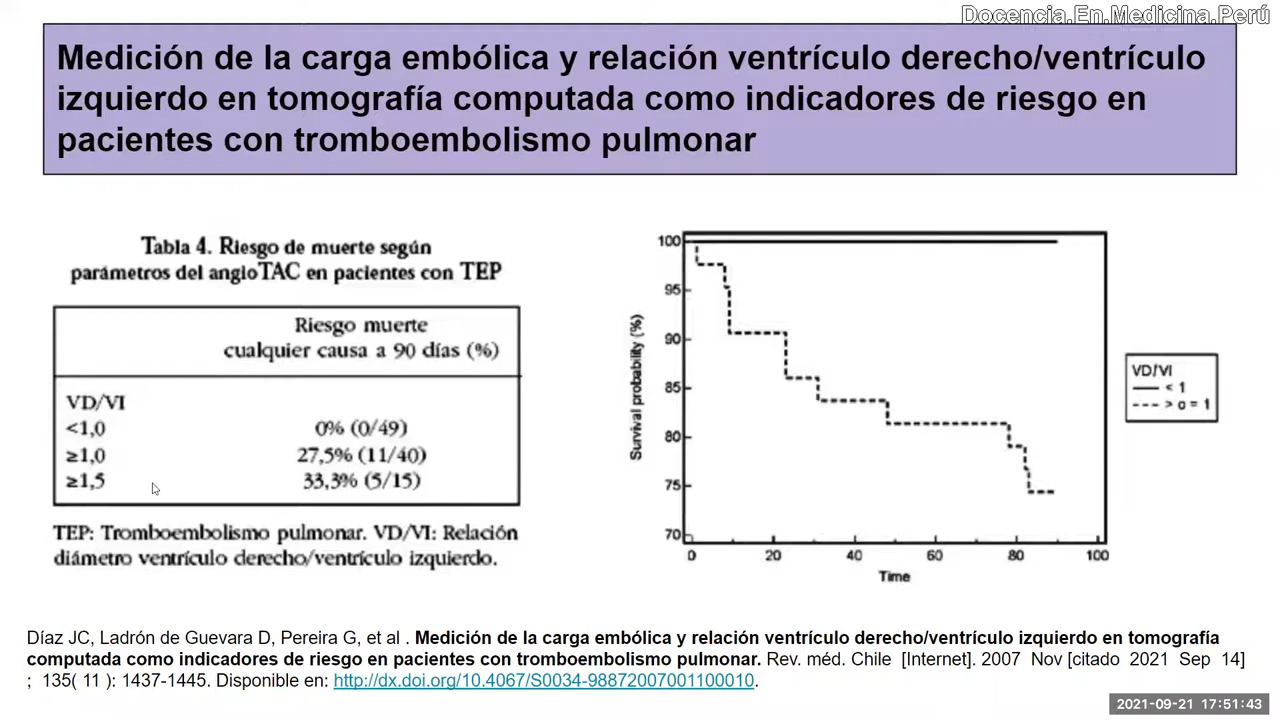 Docencia.En.Medicina.Perú
Medición de la carga embólica y relación ventrículo derecho/ventrículo
izquierdo en tomografía computada como indicadores de riesgo en
pacientes con tromboembolismo pulmonar
Tabla 4. Riesgo de muerte según
parámetros del angioTAC en pacientes con TEP
Riesgo muerte
cualquier causa a 90 días (%)
VD/VI
<1,0 0% (0/49)
≥1,0 27,5% (11/40)
≥1,5 33,3% (5/15)
TEP: Tromboembolismo pulmonar. VD/VI: Relación
diámetro ventrículo derecho/ventrículo izquierdo.
Survival probability (%)
100
95
90
85
80
75
70
0 20 40 60 80 100
Time
VD/VI
< 1
> o = 1
Díaz JC, Ladrón de Guevara D, Pereira G, et al . Medición de la carga embólica y relación ventrículo derecho/ventrículo izquierdo en tomografía
computada como indicadores de riesgo en pacientes con tromboembolismo pulmonar. Rev. méd. Chile [Internet]. 2007 Nov [citado 2021 Sep 14]
; 135( 11 ): 1437-1445. Disponible en: http://dx.doi.org/10.4067/S0034-98872007001100010.
2021-09-21 17:51:43